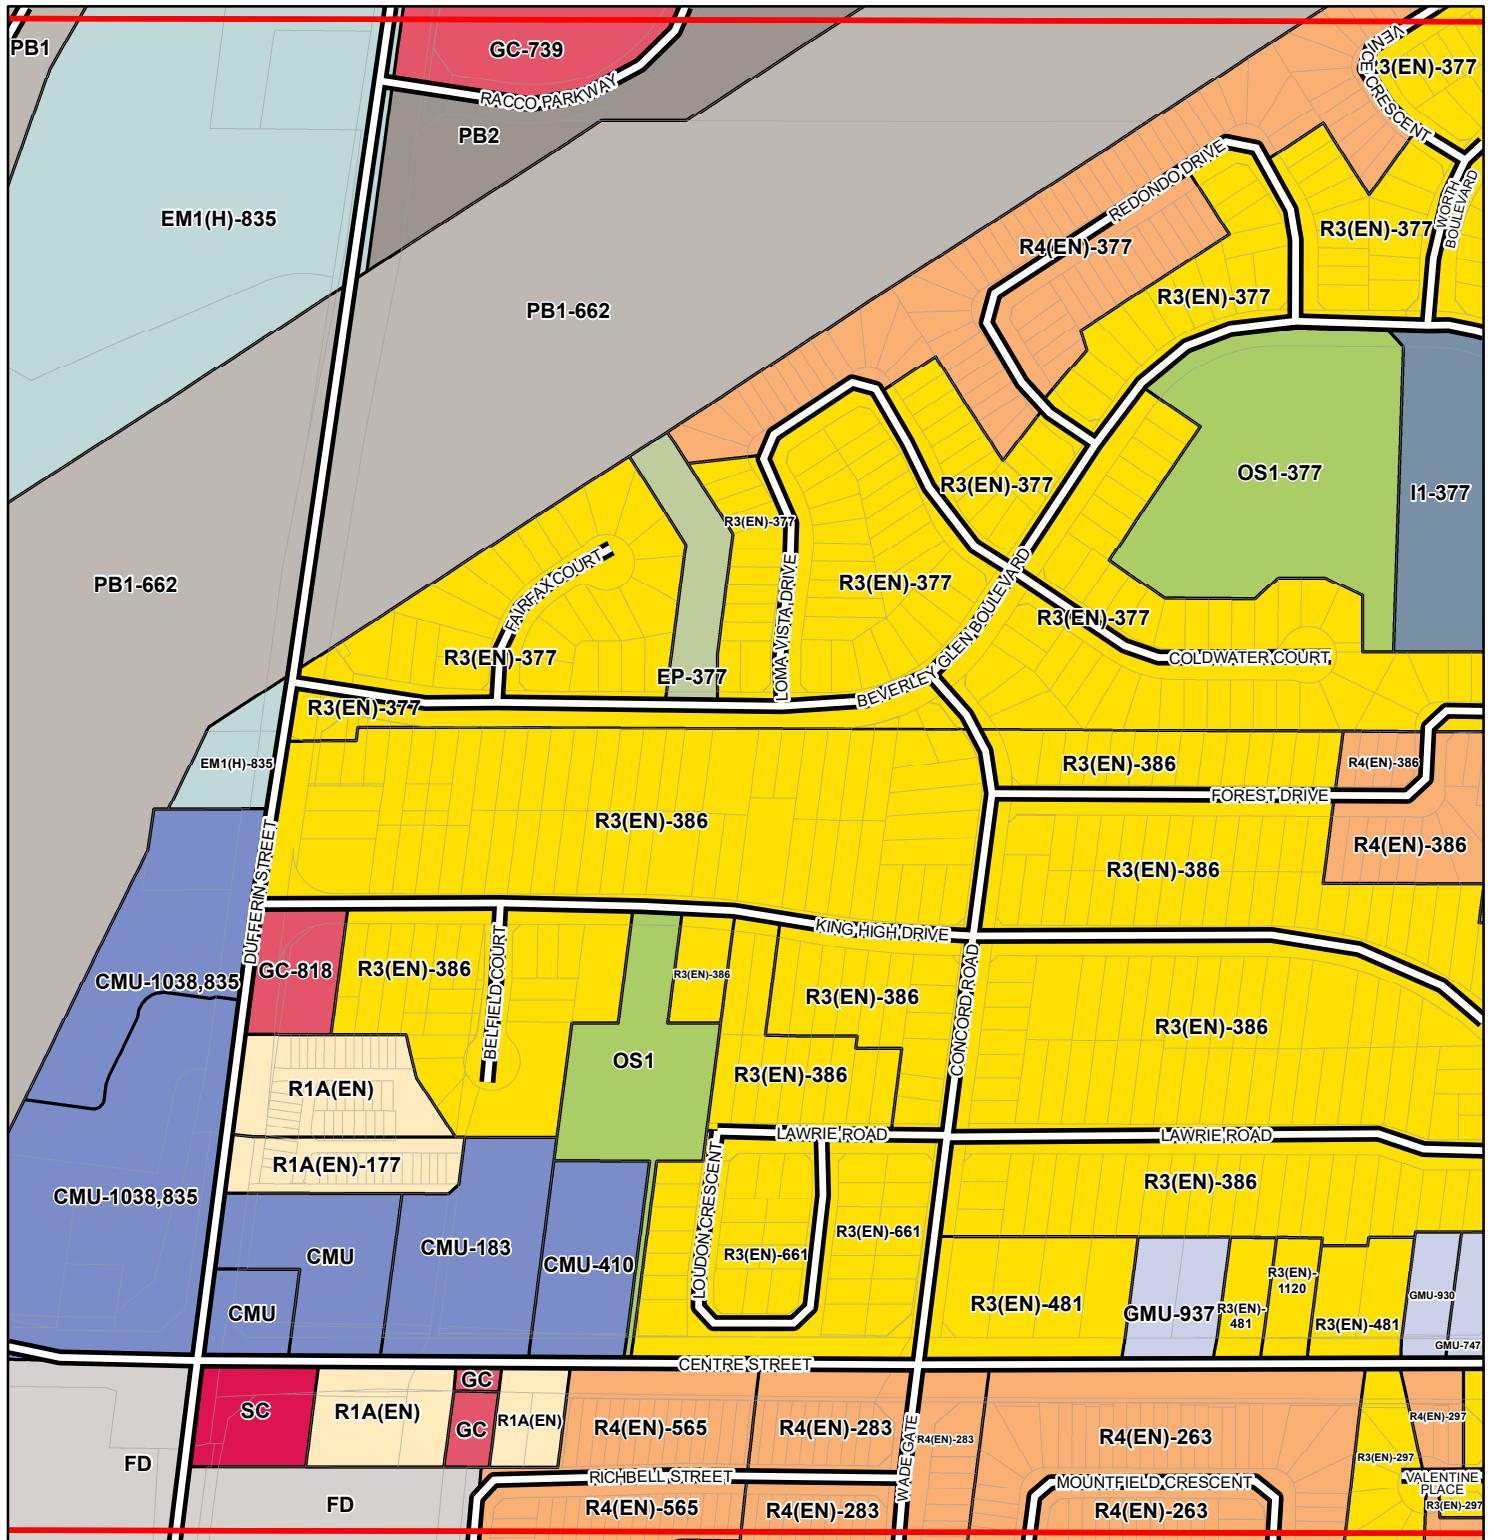 PB1
GC-739
VENICE CRESCENT
R3(EN)-377
RACCO PARKWAY
PB2
REDONDO DRIVE
WORTH
BOULEVARD
EM1(H)-835
R3(EN)-377
R4(EN)-377
R3(EN)-377
PB1-662
OS1-377
R3(EN)-377
I1-377
R3(EN)-377
FAIRFAX COURT
LOMA VISTA DRIVE
R3(EN)-377
BEVERLEY GLEN BOULEVARD
PB1-662
R3(EN)-377
R3(EN)-377
COLDWATER COURT
EP-377
R3(EN)-377
EM1(H)-835
R3(EN)-386
R4(EN)-386
FOREST DRIVE
R3(EN)-386
R4(EN)-386
R3(EN)-386
DUFFERIN STREET
KING HIGH DRIVE
GC-818
R3(EN)-386
BELFIELD COURT
R3(EN)-386
CMU-1038,835
R3(EN)-386
CONCORD ROAD
R3(EN)-386
OS1
R3(EN)-386
R1A(EN)
LAWRIE ROAD
LAWRIE ROAD
R1A(EN)-177
R3(EN)-386
CMU-1038,835
LOUDON CRESCENT
R3(EN)-661
CMU
CMU-183
R3(EN)-661
CMU-410
R3(EN)-
1120
R3(EN)-481
GMU-937
R3(EN)-
481
GMU-930
CMU
R3(EN)-481
GMU-747
CENTRE STREET
GC
SC
R1A(EN)
GC
R1A(EN)
R4(EN)-565
R4(EN)-283
R4(EN)-283
R4(EN)-263
R4(EN)-297
WADE GATE
R3(EN)-297
FD
RICHBELL STREET
MOUNTFIELD CRESCENT
VALENTINE
PLACE
FD
R4(EN)-565
R4(EN)-283
R4(EN)-263
R3(EN)-297